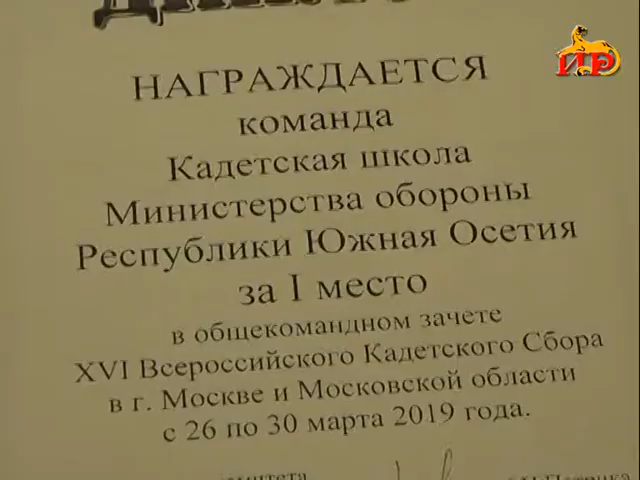 ИР
НАГРАЖДАЕТСЯ
команда
Кадетская школа
Министерства обороны
Республики Южная Осетия
за I место
в общекомандном зачете
XVI Всероссийского Кадетского Сбора
в г. Москве и Московской области
с 26 по 30 марта 2019 года.